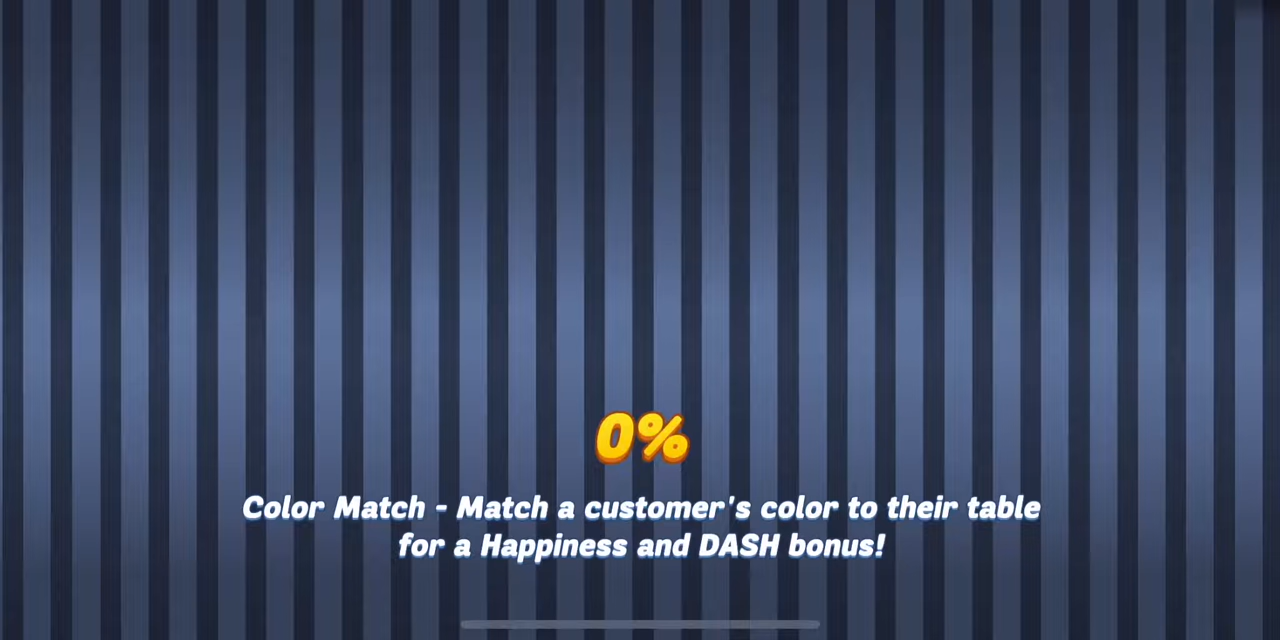 0%
Color Match - Match a customer's color to their table
for a Happiness and DASH bonus!